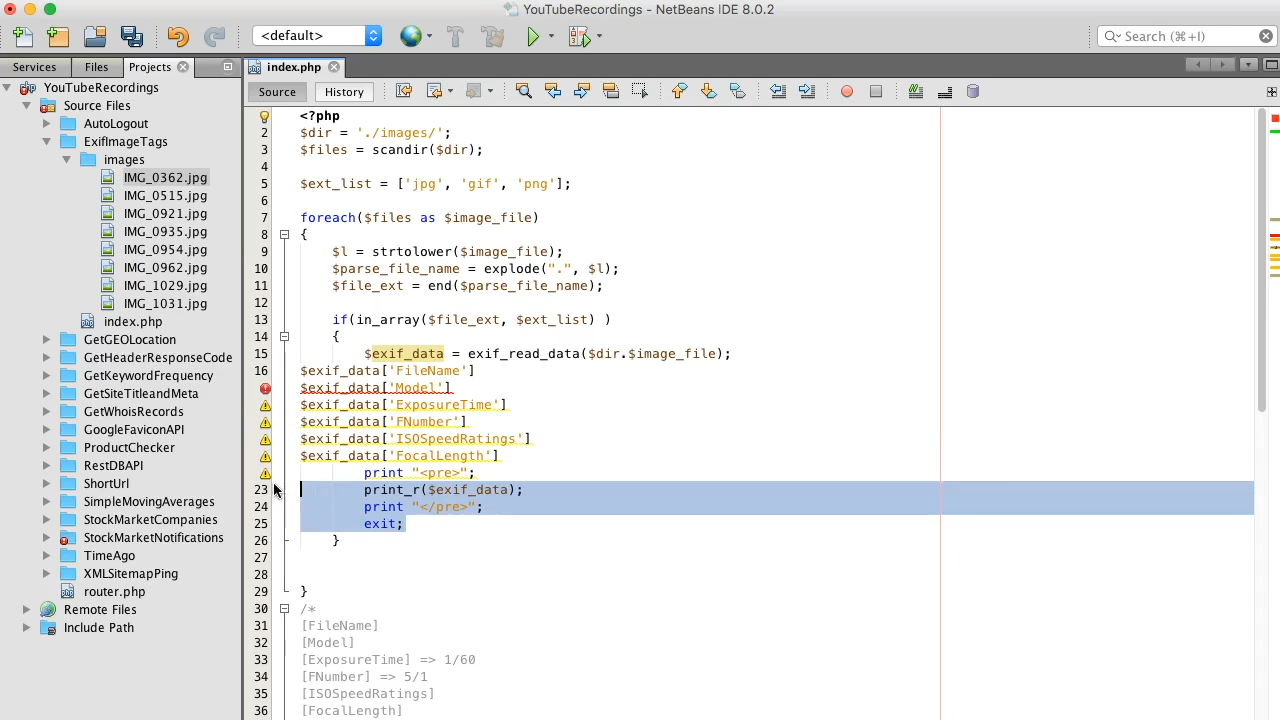 YouTubeRecordings - NetBeans IDE 8.0.2
<default>
Search (⌘+I)
Services
Files
Projects
index.php
Source
History
YouTubeRecordings
Source Files
AutoLogout
ExifImageTags
images
IMG_0362.jpg
IMG_0515.jpg
IMG_0921.jpg
IMG_0935.jpg
IMG_0954.jpg
IMG_0962.jpg
IMG_1029.jpg
IMG_1031.jpg
index.php
GetGEOLocation
GetHeaderResponseCode
GetKeywordFrequency
GetSiteTitleandMeta
GetWhoisRecords
GoogleFaviconAPI
ProductChecker
RestDBAPI
ShortUrl
SimpleMovingAverages
StockMarketCompanies
StockMarketNotifications
TimeAgo
XMLSitemapPing
router.php
Remote Files
Include Path
<?php
2 $dir = './images/';
3 $files = scandir($dir);
4
5 $ext_list = ['jpg', 'gif', 'png'];
6
7 foreach($files as $image_file)
8 {
9 $l = strtolower($image_file);
10 $parse_file_name = explode(".", $l);
11 $file_ext = end($parse_file_name);
12
13 if(in_array($file_ext, $ext_list) )
14 {
15 $exif_data = exif_read_data($dir.$image_file);
16 $exif_data['FileName']
$exif_data['Model']
$exif_data['ExposureTime']
$exif_data['FNumber']
$exif_data['ISOSpeedRatings']
$exif_data['FocalLength']
print "<pre>";
23 print_r($exif_data);
24 print "</pre>";
25 exit;
26 }
27
28
29 }
30 /*
31 [FileName]
32 [Model]
33 [ExposureTime] => 1/60
34 [FNumber] => 5/1
35 [ISOSpeedRatings]
36 [FocalLength]